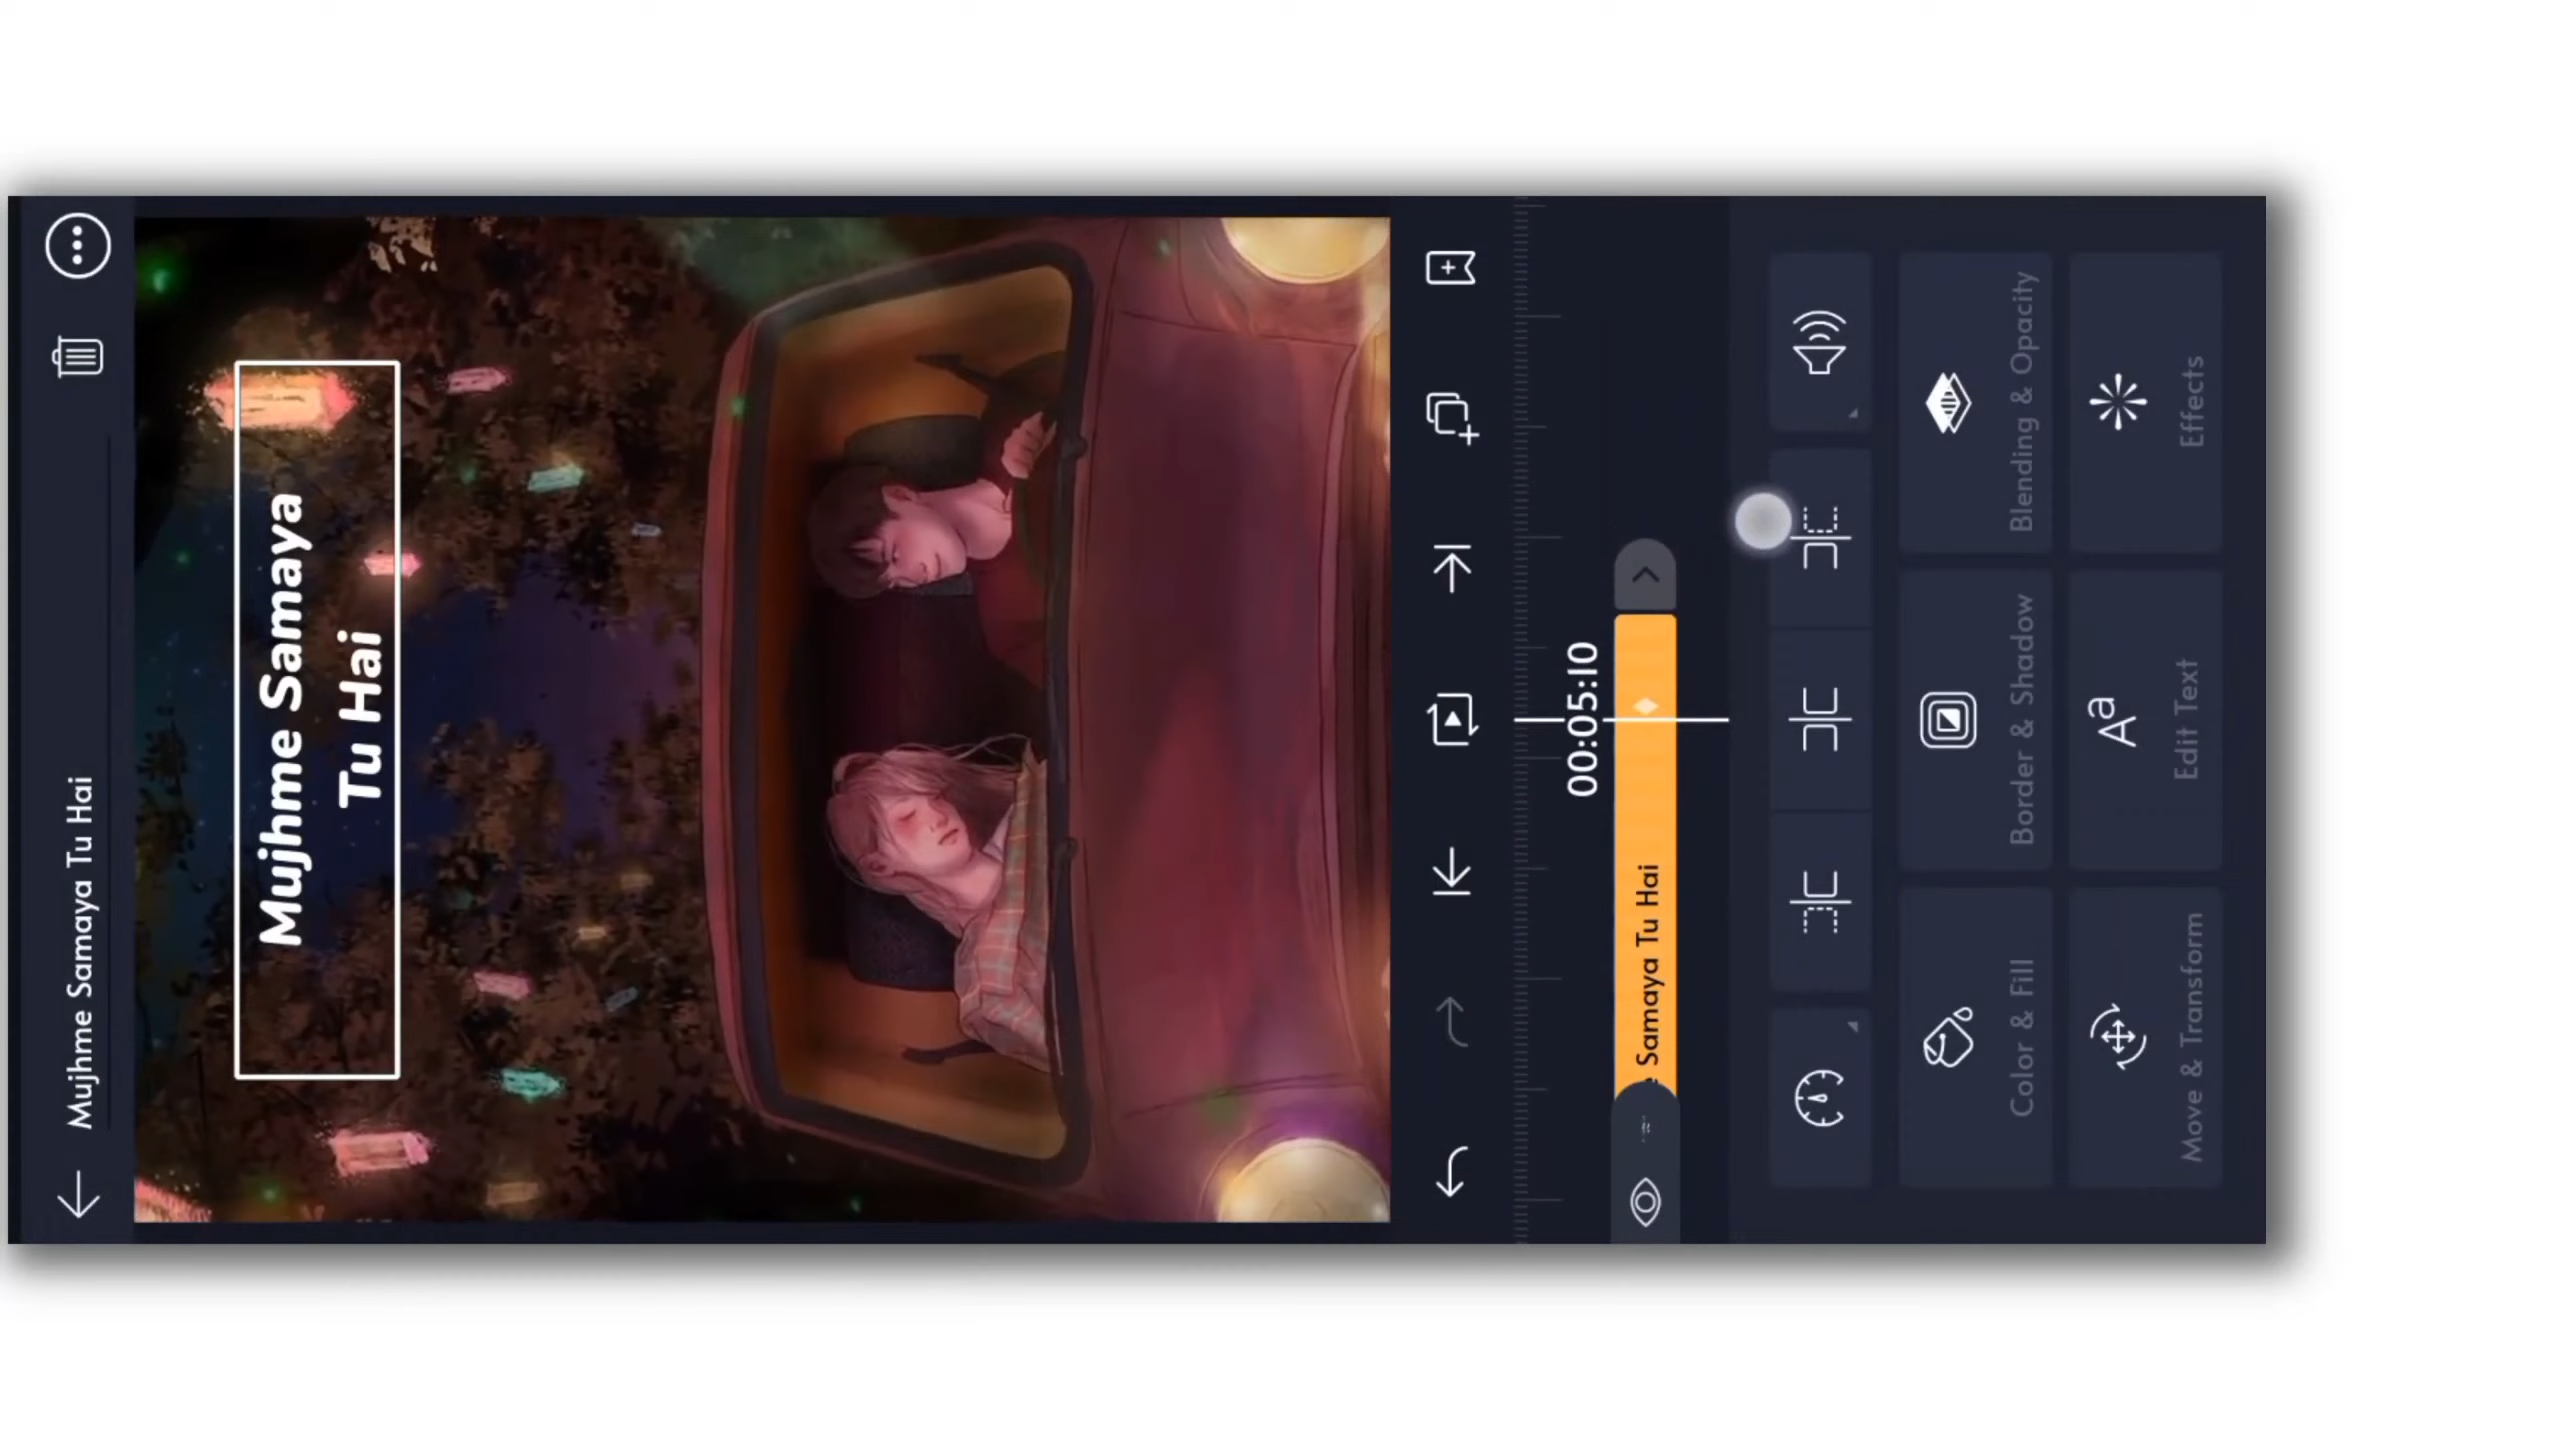 Mujhme Samaya Tu Hai
Mujhme Samaya
Tu Hai
00:05:10
Samaya Tu Hai
Color & Fill
Border & Shadow
Blending & Opacity
Move & Transform
Edit Text
Aa
Effects